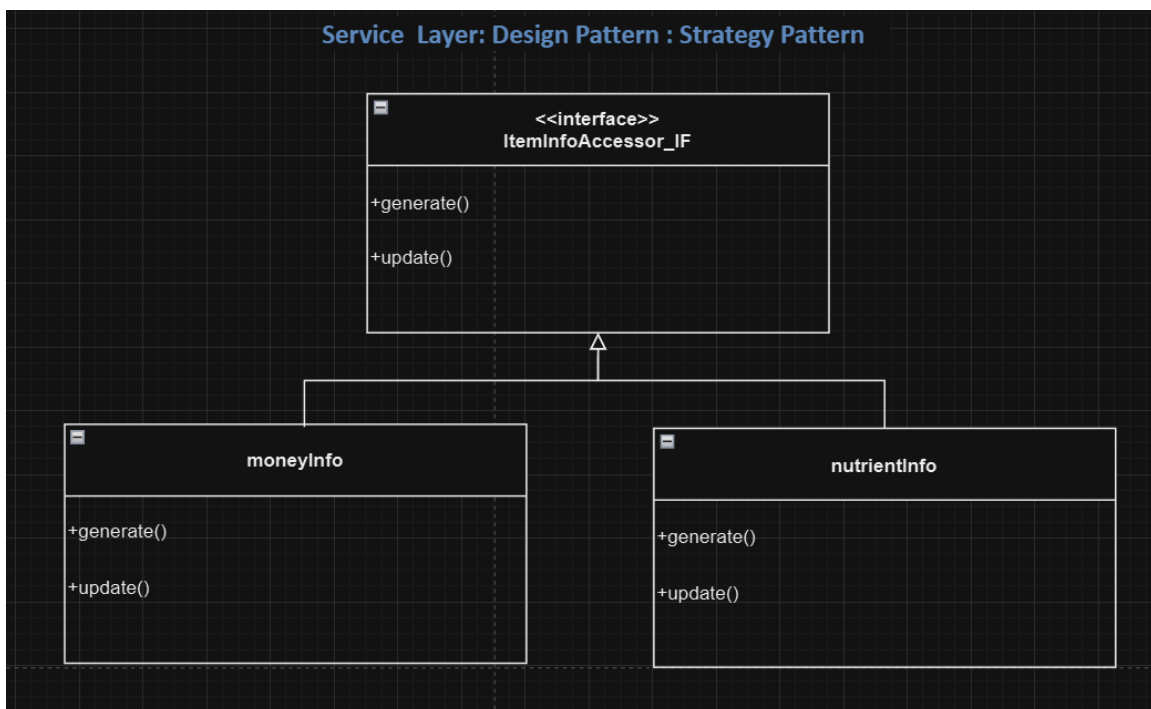 Service Layer: Design Pattern : Strategy Pattern
<<interface>>
ItemInfoAccessor_IF
+generate()
+update()
moneyInfo
+generate()
+update()
nutrientInfo
+generate()
+update()